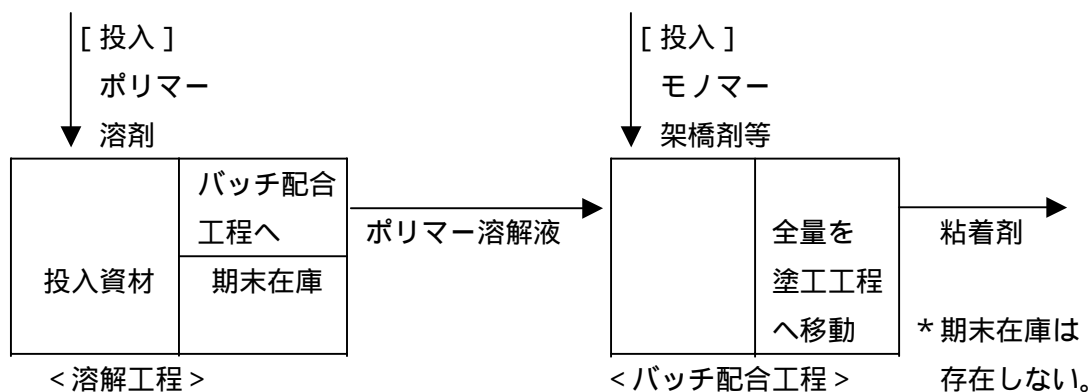 [ 投入 ]
ポリマー
溶剤
投入資材
バッチ配合
工程へ
期末在庫
<溶解工程>
ポリマー溶解液
[ 投入 ]
モノマー
架橋剤等
全量を
塗工工程
へ移動
<バッチ配合工程>
粘着剤
*期末在庫は
存在しない。